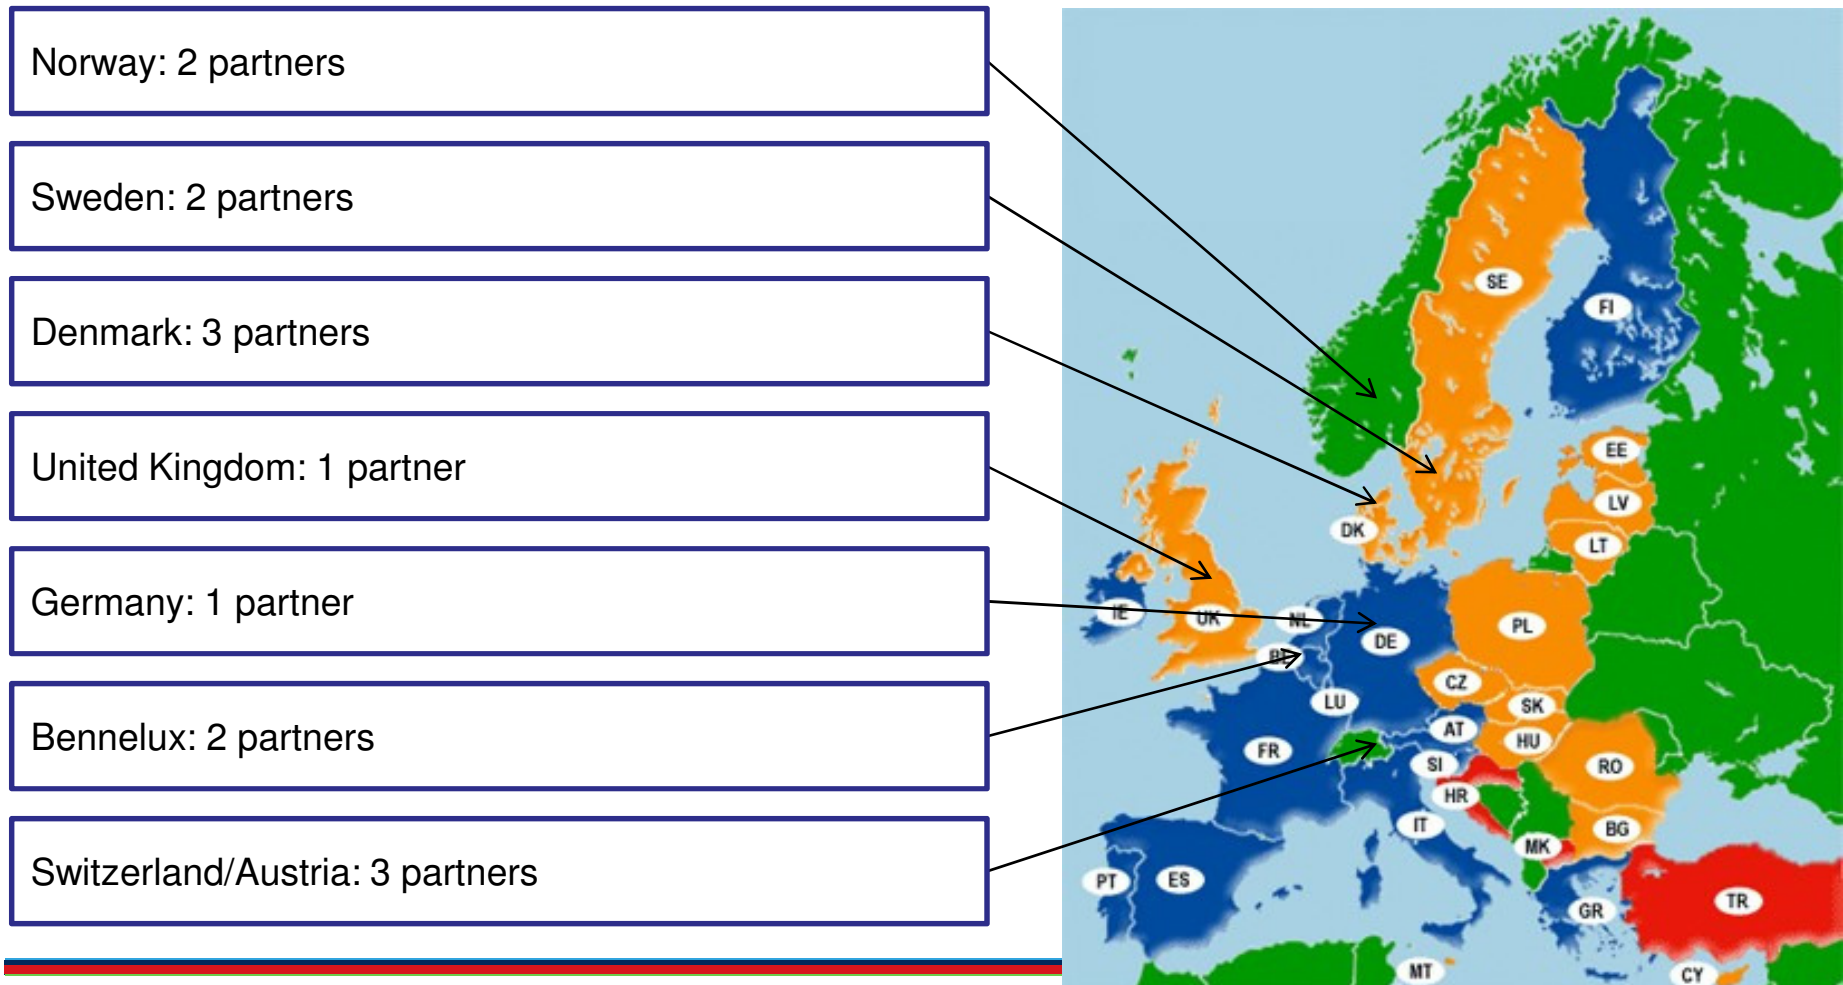 Norway: 2 partners
Sweden: 2 partners
Denmark: 3 partners
United Kingdom: 1 partner
Germany: 1 partner
Bennelux: 2 partners
Switzerland/Austria: 3 partners
SE
FI
EE
LV
DK
LT
IE
UK
NL
PL
DE
BE
CZ
LU
SK
AT
HU
FR
SI
RO
HR
IT
BG
MK
PT
ES
TR
GR
MT
CY